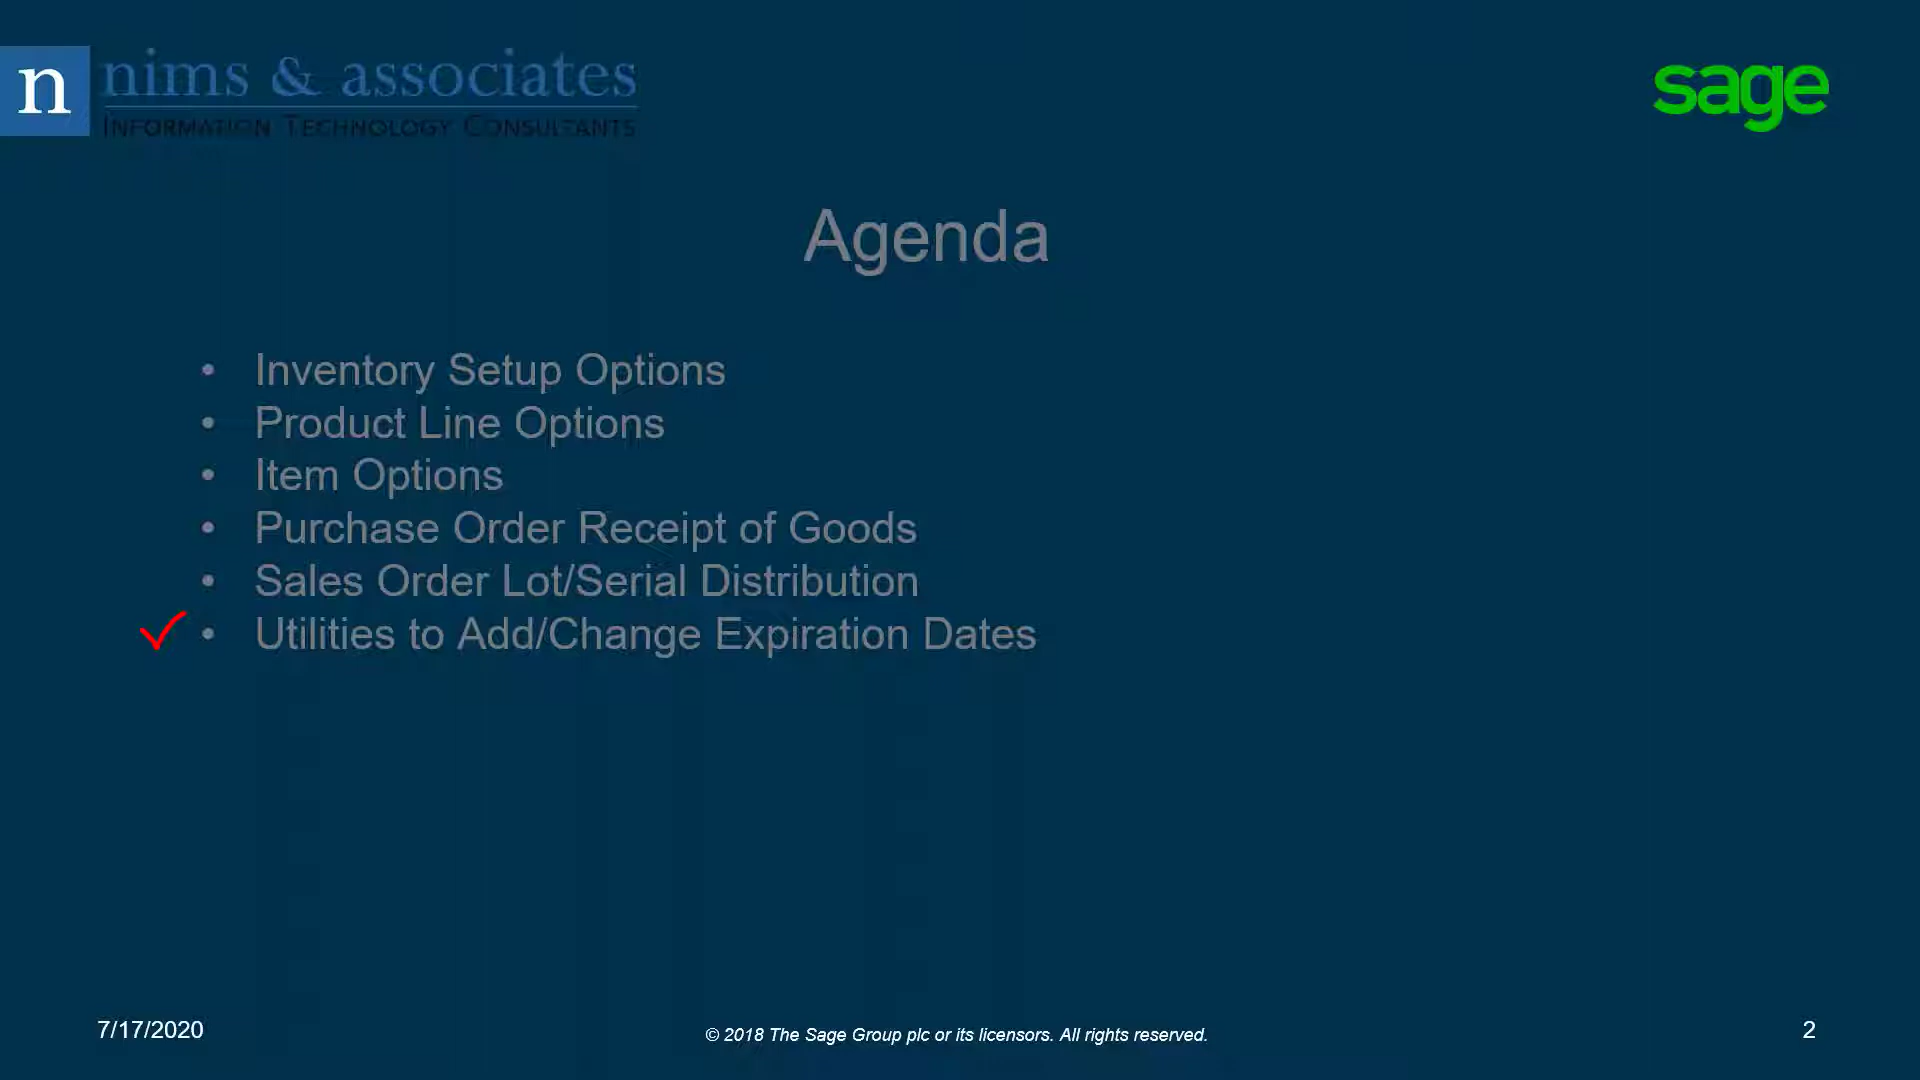 n nims & associates
INFORMATION TECHNOLOGY CONSULTANTS
sage
Agenda
• Inventory Setup Options
• Product Line Options
• Item Options
• Purchase Order Receipt of Goods
• Sales Order Lot/Serial Distribution
• Utilities to Add/Change Expiration Dates
7/17/2020
© 2018 The Sage Group plc or its licensors. All rights reserved.
2